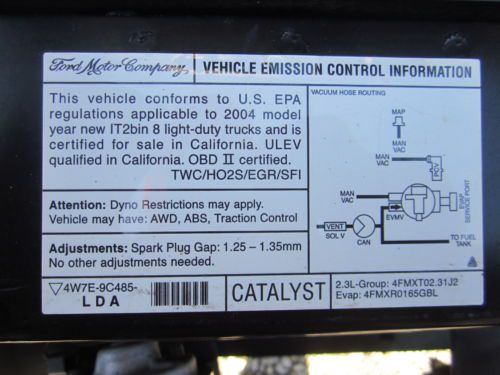 Ford Motor Company,
VEHICLE EMISSION CONTROL INFORMATION
This vehicle conforms to U.S. EPA
regulations applicable to 2004 model
year new lT2bin 8 light-duty trucks and is
certified for sale in California. ULEV
qualified in California. OBD II certified.
TWC/HO2S/EGR/SFI
Attention: Dyno Restrictions may apply.
Vehicle may have: AWD, ABS, Traction Control
Adjustments: Spark Plug Gap: 1.25 - 1.35mm
No other adjustments needed.
4W7E-9C485-
LDA
VACUUM HOSE ROUTING
MAP
MAN
VAC
MAN
VAC
PCV
MAN
VAC
T
EVMV
EVAP
SERVICE PORT
VENT
SOL V
CAN
TO FUEL
TANK
CATALYST
2.3L-Group: 4FMXT02.31J2
Evap: 4FMXR0165GBL